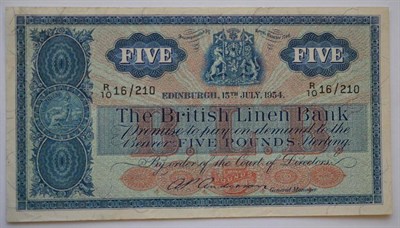 FIVE FIVE
R/10 16/210 R/10 16/210
EDINBURGH, 15TH JULY, 1954.
The British Linen Bank
Promise to pay on demand to the
Bearer FIVE POUNDS Sterling.
By order of the Court of Directors
General Manager